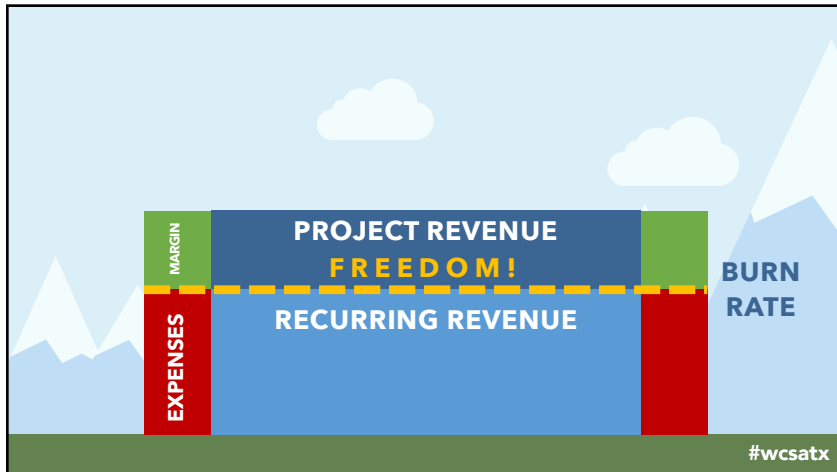 MARGIN
PROJECT REVENUE
FREEDOM!
BURN
RATE
EXPENSES
RECURRING REVENUE
#wcsatx